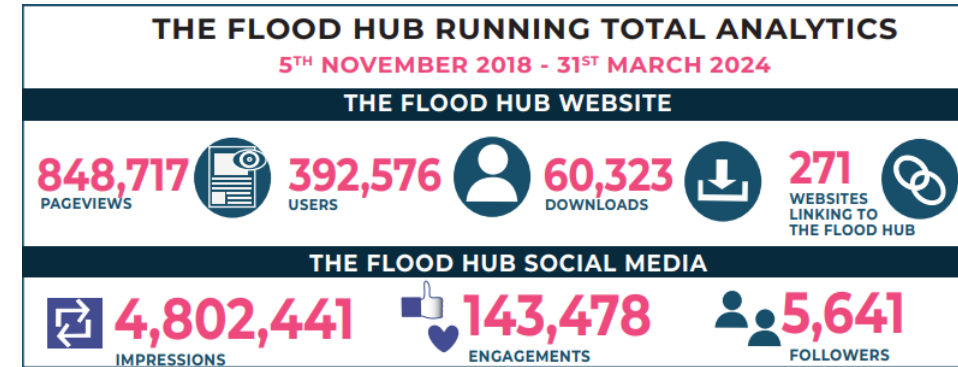 THE FLOOD HUB RUNNING TOTAL ANALYTICS
5TH NOVEMBER 2018 - 31ST MARCH 2024
THE FLOOD HUB WEBSITE
848,717
PAGEVIEWS
392,576
USERS
60,323
DOWNLOADS
271
WEBSITES
LINKING TO
THE FLOOD HUB
THE FLOOD HUB SOCIAL MEDIA
4,802,441
IMPRESSIONS
143,478
ENGAGEMENTS
5,641
FOLLOWERS